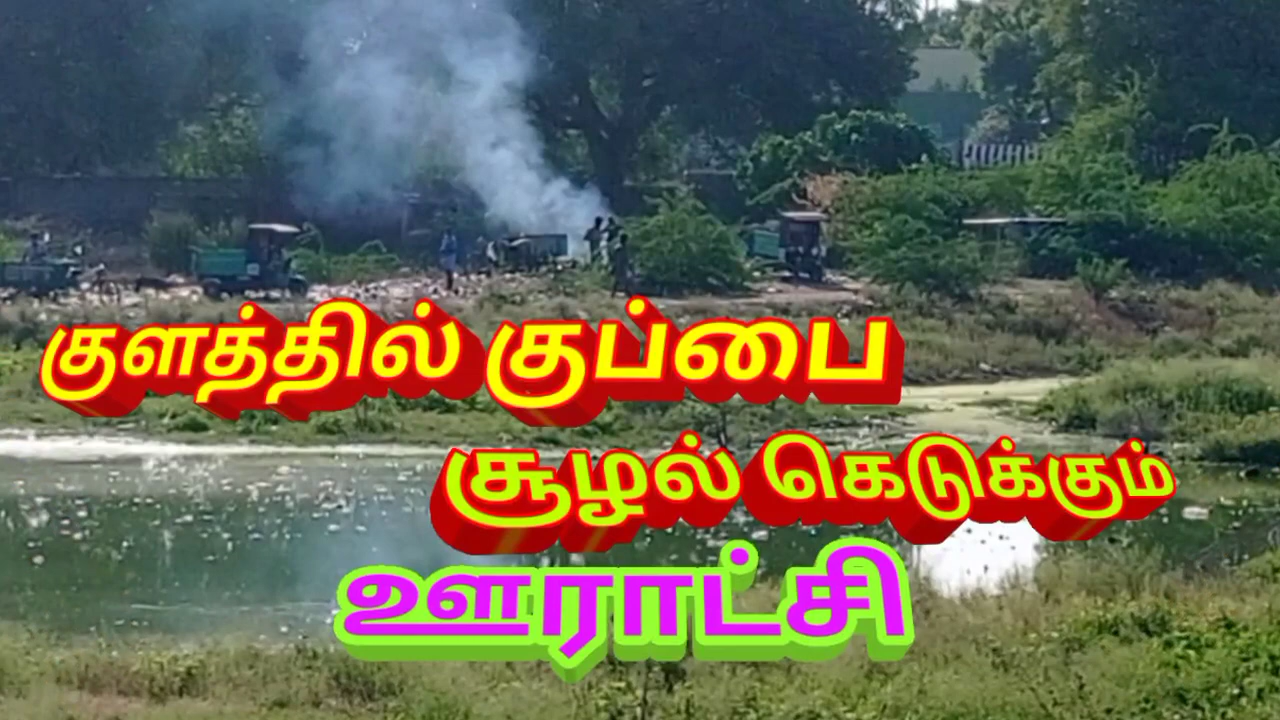 குளத்தில் குப்பை
சூழல் கெடுக்கும்
ஊராட்சி